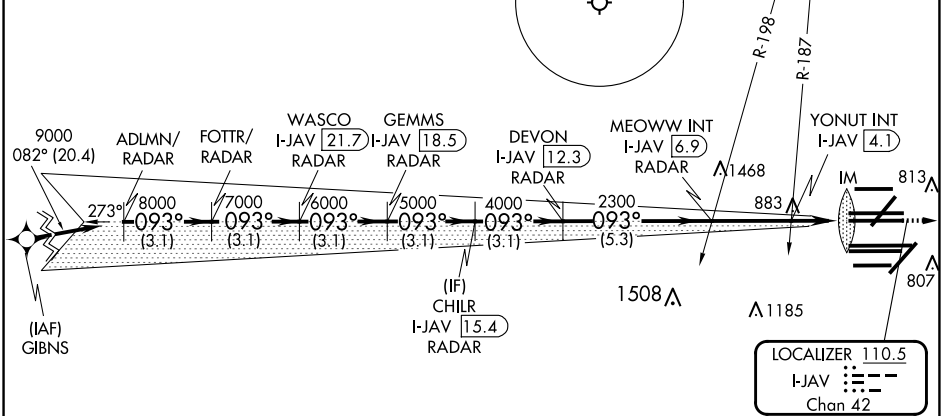 R-198
R-187
9000
082° (20.4)
273°
ADLMN/
RADAR
FOTTR/
RADAR
WASCO
I-JAV 21.7
RADAR
GEMMS
I-JAV 18.5
RADAR
DEVON
I-JAV 12.3
RADAR
MEOWW INT
I-JAV 6.9
RADAR
YONUT INT
I-JAV 4.1
1468
883
IM
813
8000
093°
(3.1)
7000
093°
(3.1)
6000
093°
(3.1)
5000
093°
(3.1)
4000
093°
(3.1)
2300
093°
(5.3)
(IAF)
GIBNS
(IF)
CHILR
I-JAV 15.4
RADAR
1508
1185
807
LOCALIZER 110.5
I-JAV
Chan 42